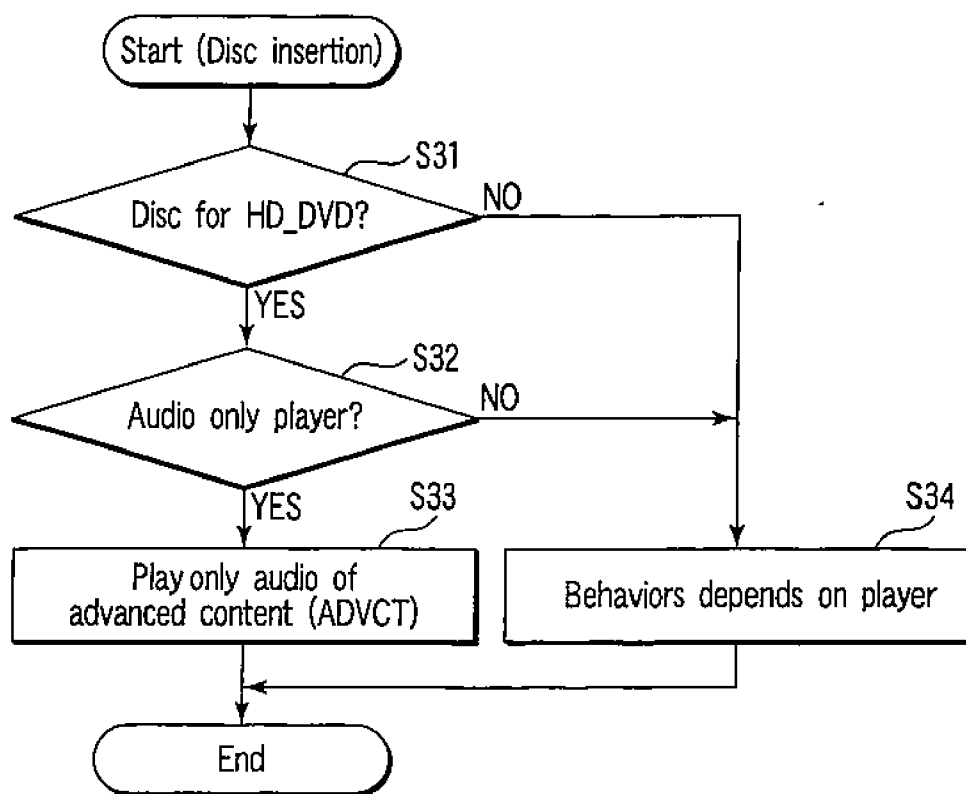 Start (Disc insertion)
S31
Disc for HD_DVD?
NO
YES
S32
Audio only player?
NO
YES
S33
S34
Play only audio of
advanced content (ADVCT)
Behaviors depends on player
End